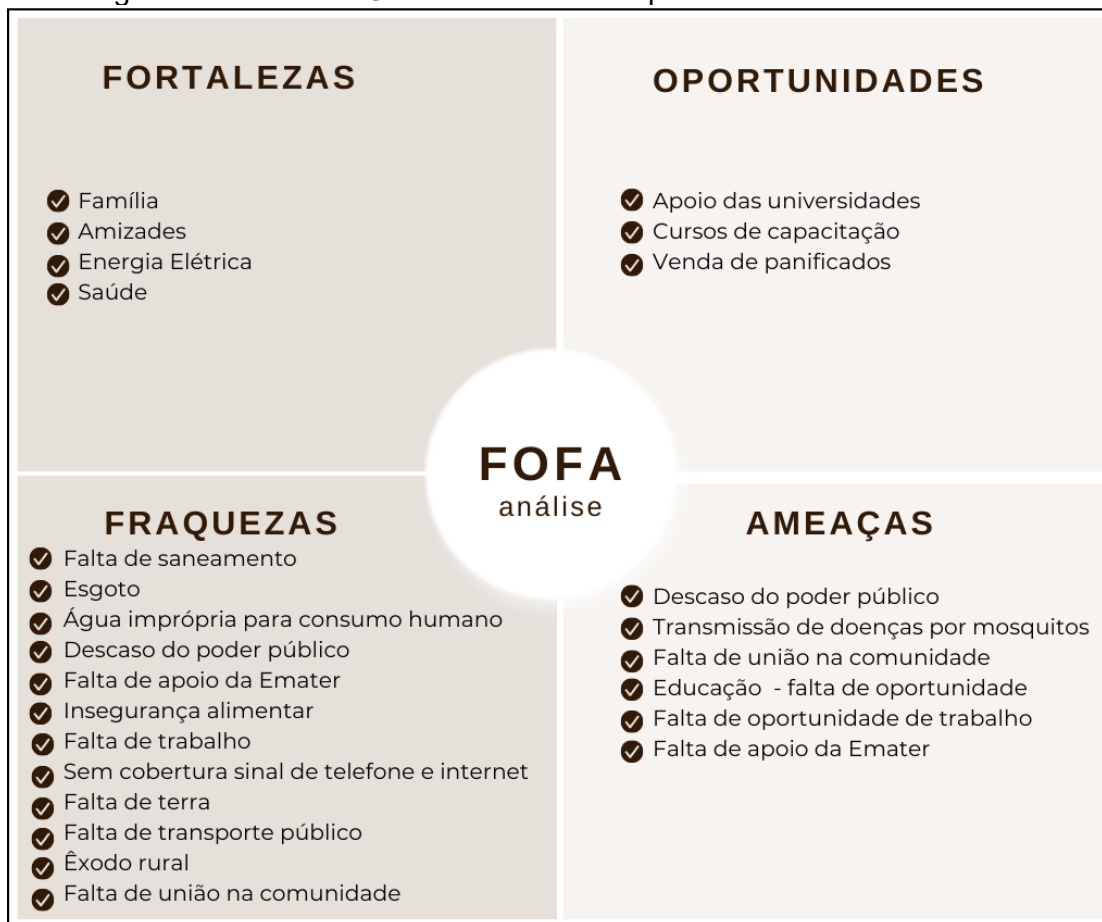 FORTALEZAS
Família
Amizades
Energia Elétrica
Saúde
OPORTUNIDADES
Apoio das universidades
Cursos de capacitação
Venda de panificados
FOFA
análise
FRAQUEZAS
Falta de saneamento
Esgoto
Água imprópria para consumo humano
Descaso do poder público
Falta de apoio da Emater
Insegurança alimentar
Falta de trabalho
Sem cobertura sinal de telefone e internet
Falta de terra
Falta de transporte público
Êxodo rural
Falta de união na comunidade
AMEAÇAS
Descaso do poder público
Transmissão de doenças por mosquitos
Falta de união na comunidade
Educação  - falta de oportunidade
Falta de oportunidade de trabalho
Falta de apoio da Emater